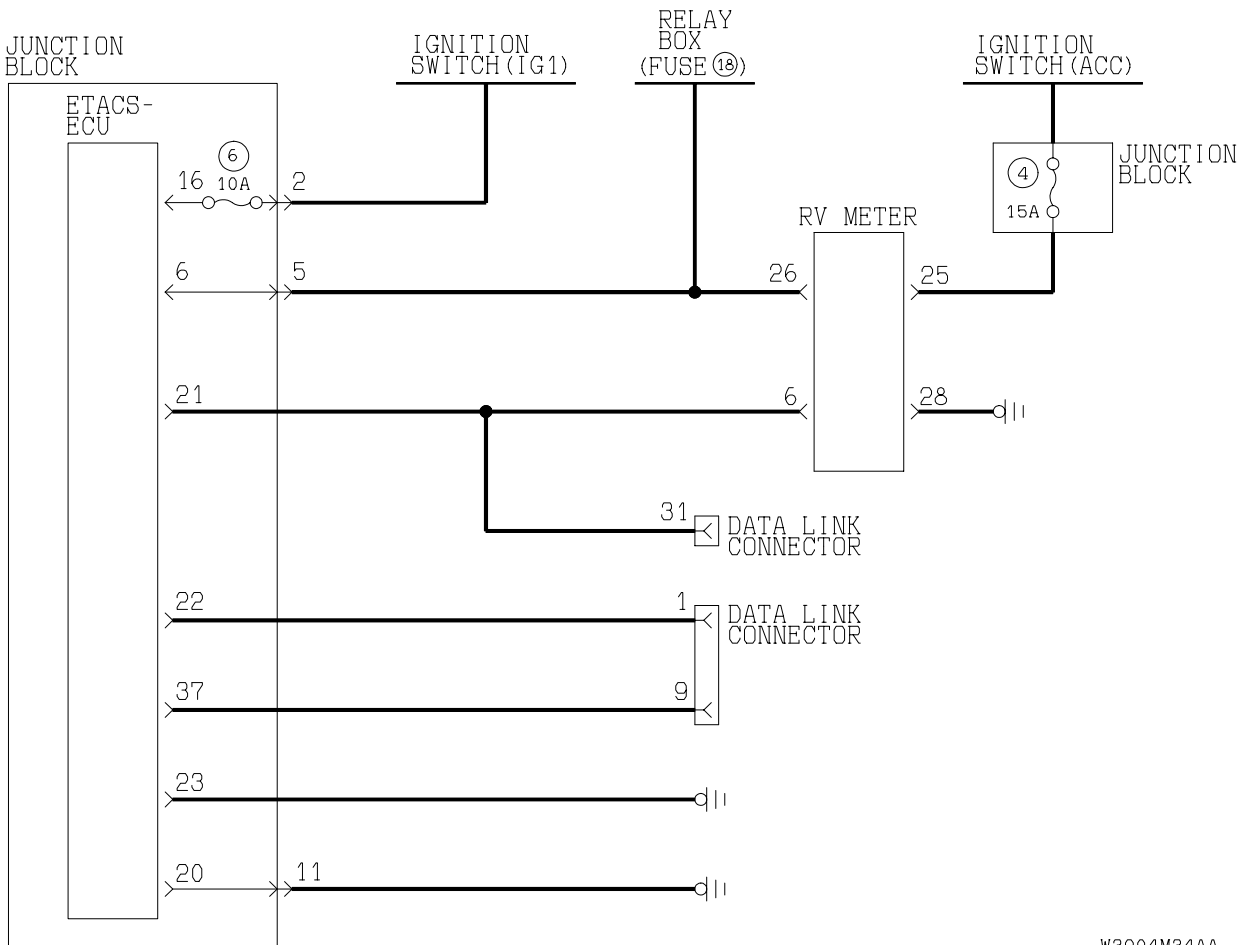 RELAY
BOX
(FUSE⑱)
IGNITION
SWITCH(IG1)
IGNITION
SWITCH(ACC)
JUNCTION
BLOCK
ETACS-
ECU
6
16 10A 2
4
15A
JUNCTION
BLOCK
RV METER
6 5 26 25
21 6 28
31 DATA LINK
CONNECTOR
22 1 DATA LINK
CONNECTOR
37 9
23
20 11
W3904M34AA